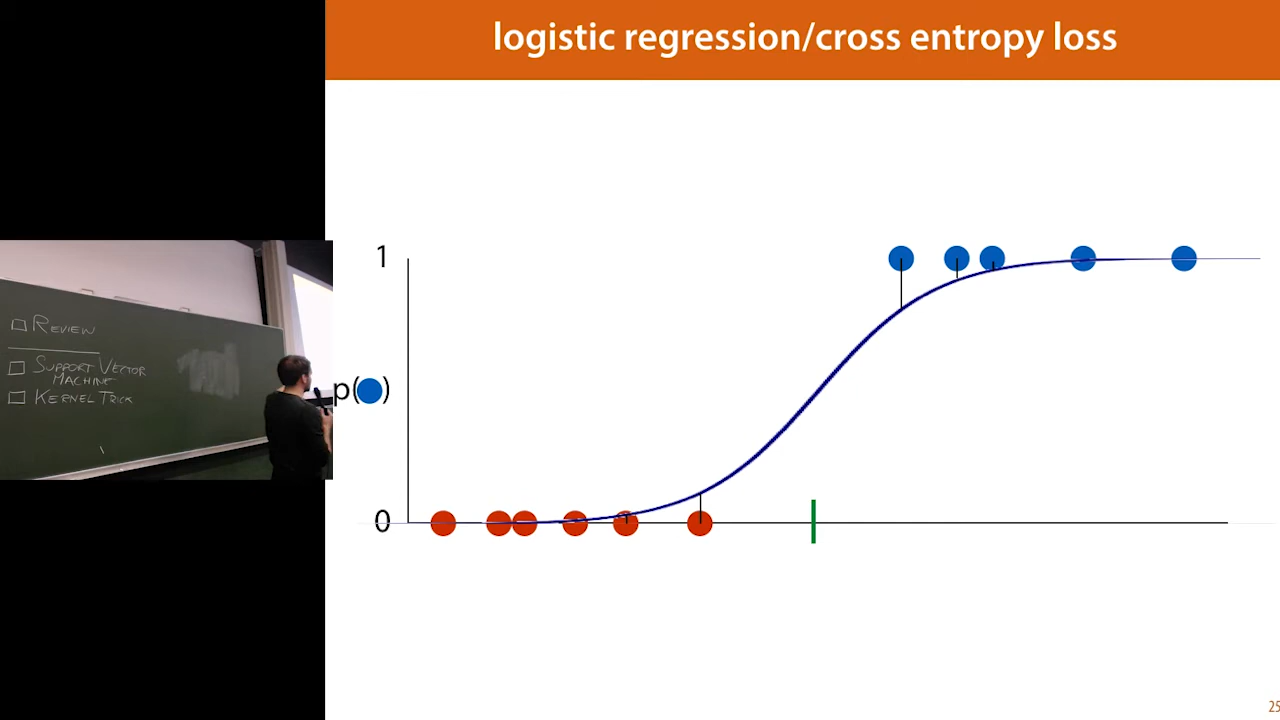 logistic regression/cross entropy loss
1
p( )
0
REVIEW
SUPPORT VECTOR
MACHINE
KERNEL TRICK
25